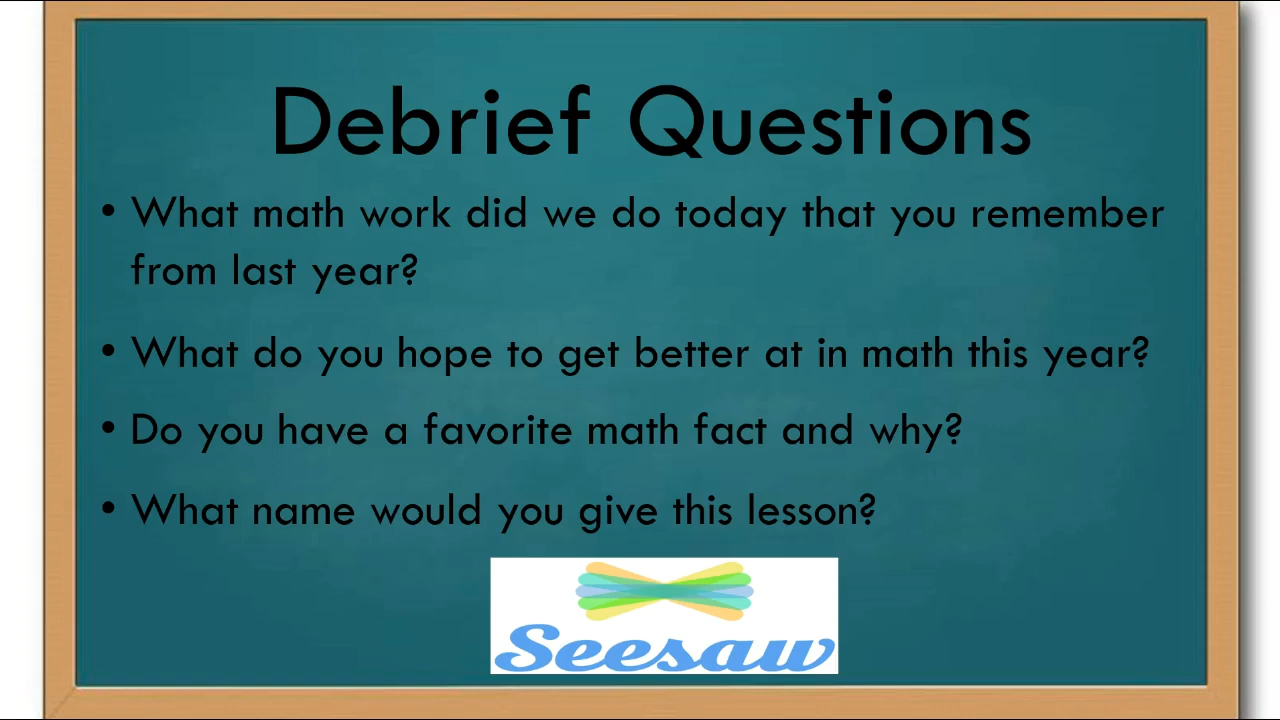 Debrief Questions
• What math work did we do today that you remember
from last year?
• What do you hope to get better at in math this year?
• Do you have a favorite math fact and why?
• What name would you give this lesson?
Seesaw